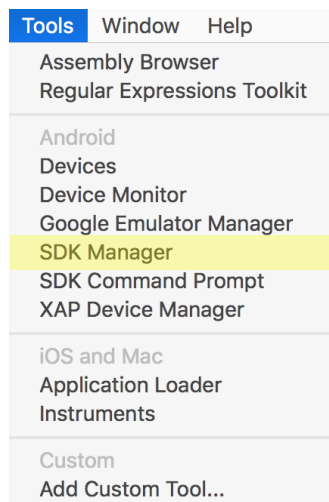 Tools Window Help
Assembly Browser
Regular Expressions Toolkit
Android
Devices
Device Monitor
Google Emulator Manager
SDK Manager
SDK Command Prompt
XAP Device Manager
iOS and Mac
Application Loader
Instruments
Custom
Add Custom Tool...